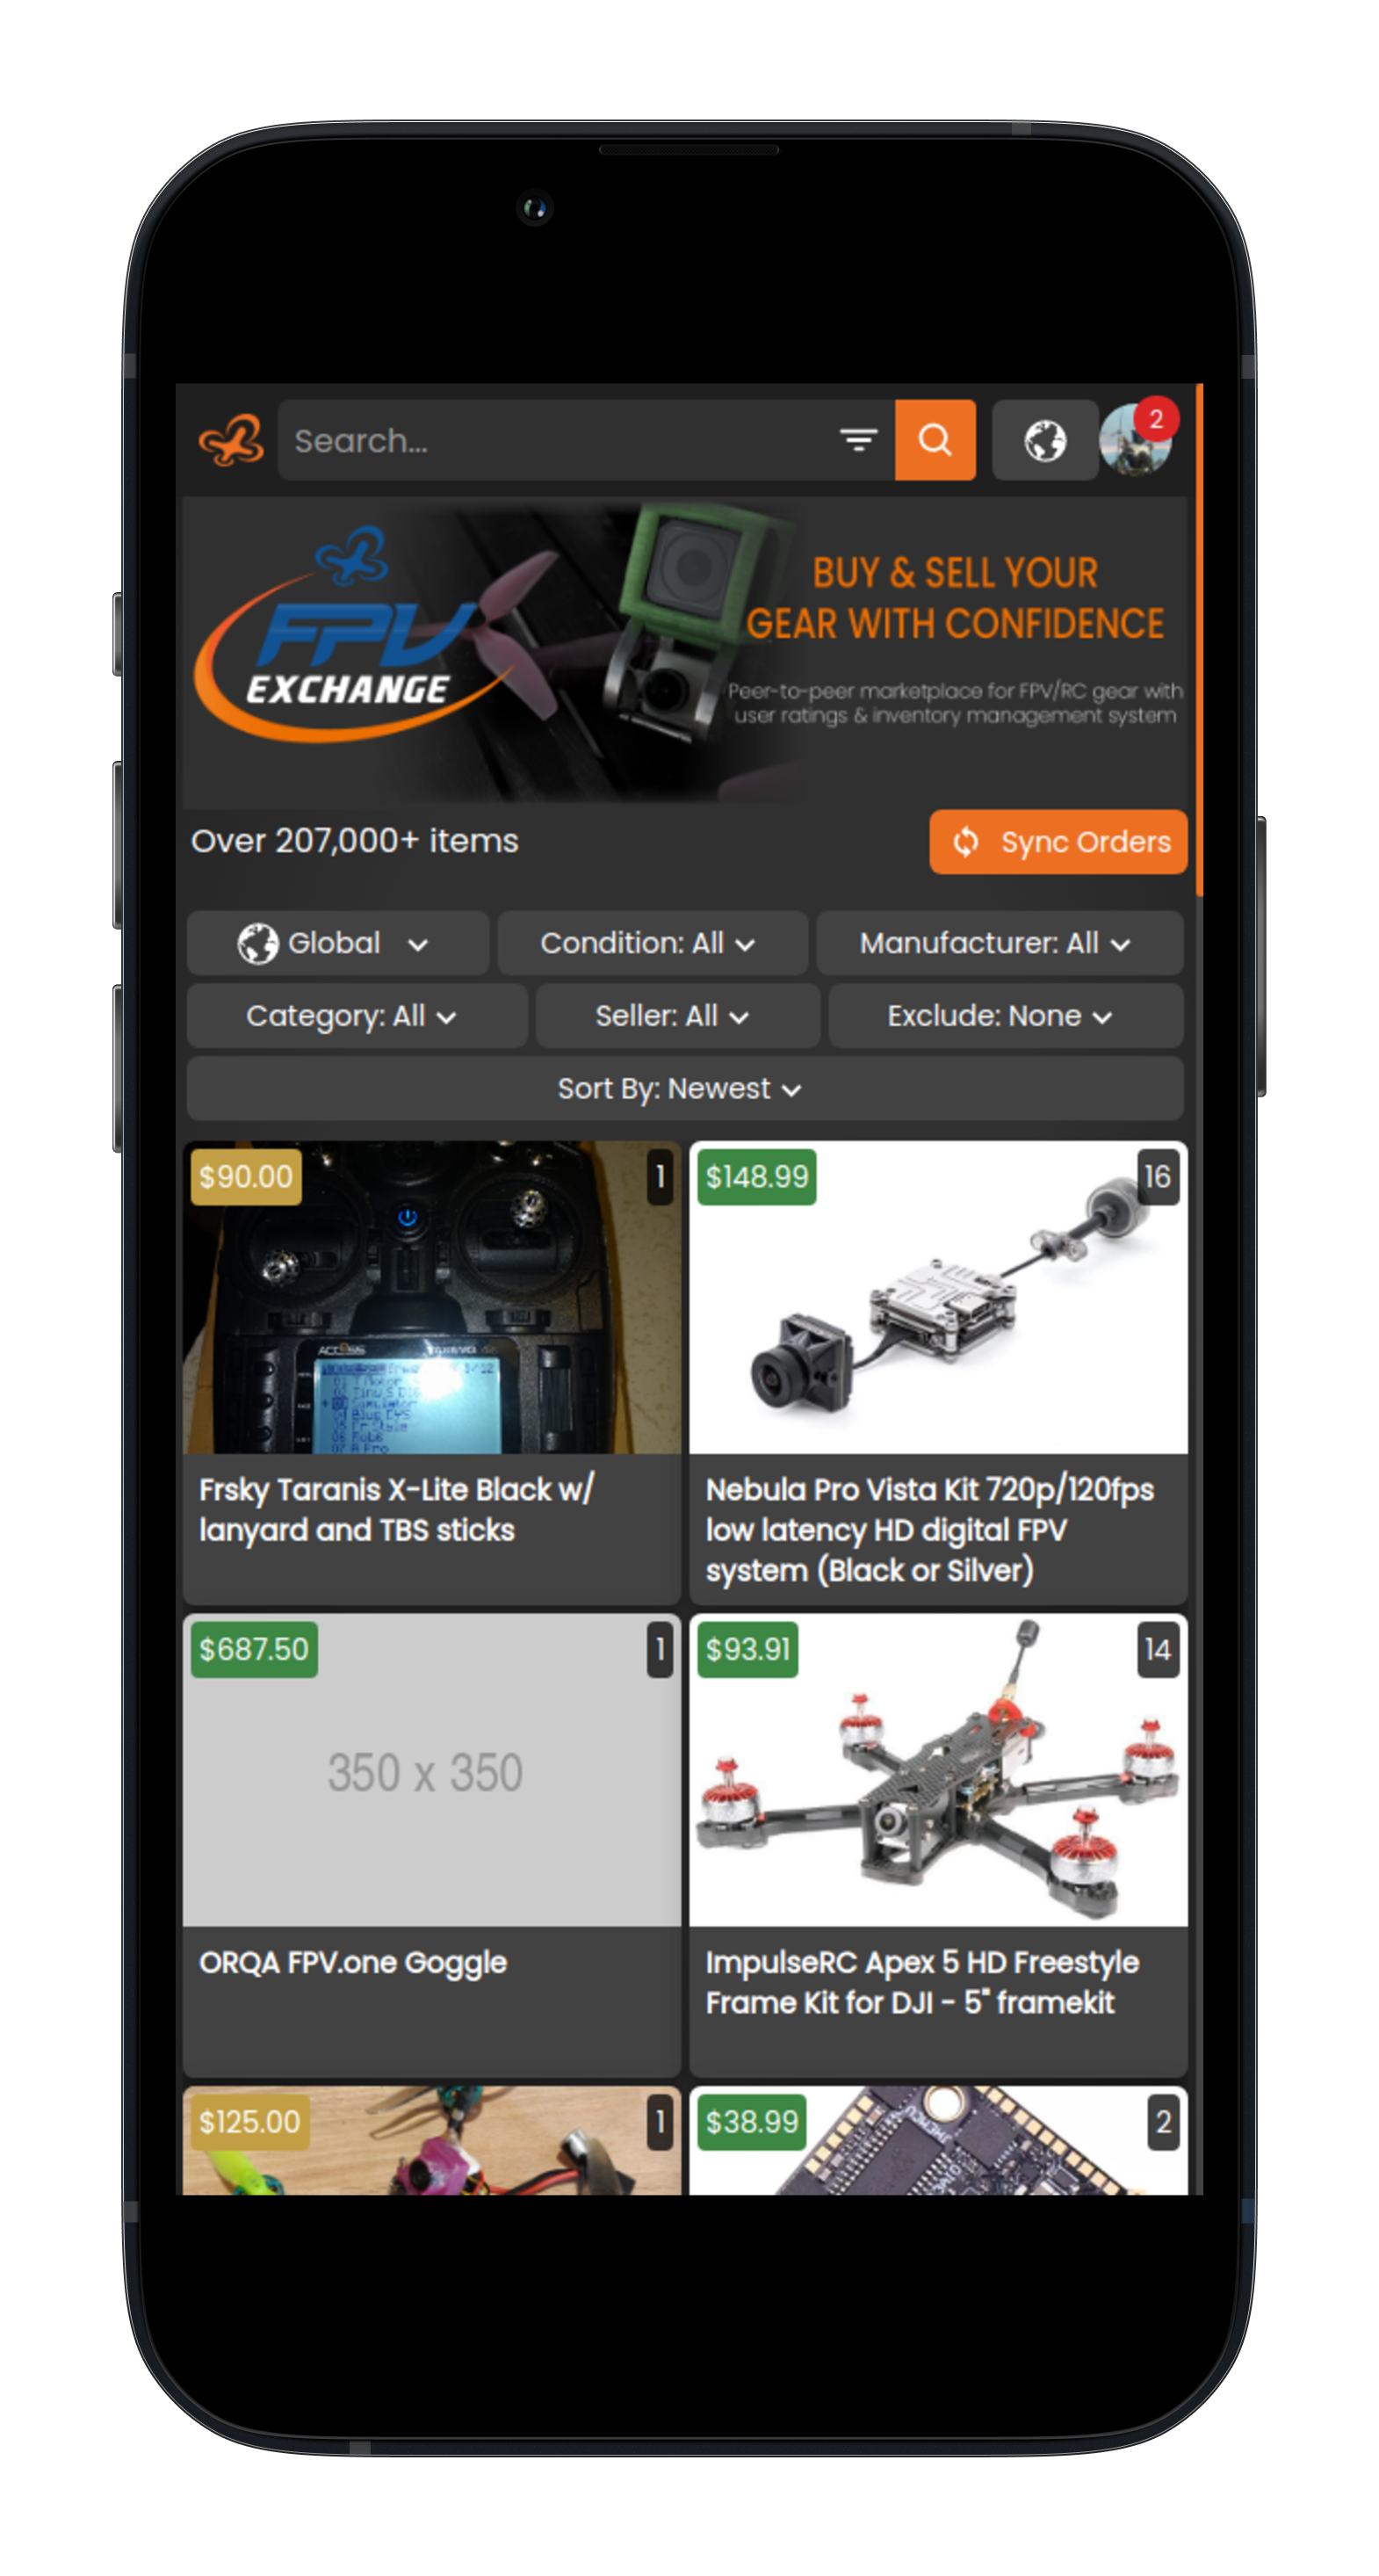 Search...
2
FPV
EXCHANGE
BUY & SELL YOUR
GEAR WITH CONFIDENCE
Peer-to-peer marketplace for FPV/RC gear with
user ratings & inventory management system
Over 207,000+ items
Sync Orders
Global
Condition: All
Manufacturer: All
Category: All
Seller: All
Exclude: None
Sort By: Newest
$90.00
1
ACCESS
Frsky Taranis X-Lite Black w/
lanyard and TBS sticks
$148.99
16
Nebula Pro Vista Kit 720p/120fps
low latency HD digital FPV
system (Black or Silver)
$687.50
1
350 x 350
ORQA FPV.one Goggle
$93.91
14
ImpulseRC Apex 5 HD Freestyle
Frame Kit for DJI - 5" framekit
$125.00
1
$38.99
2